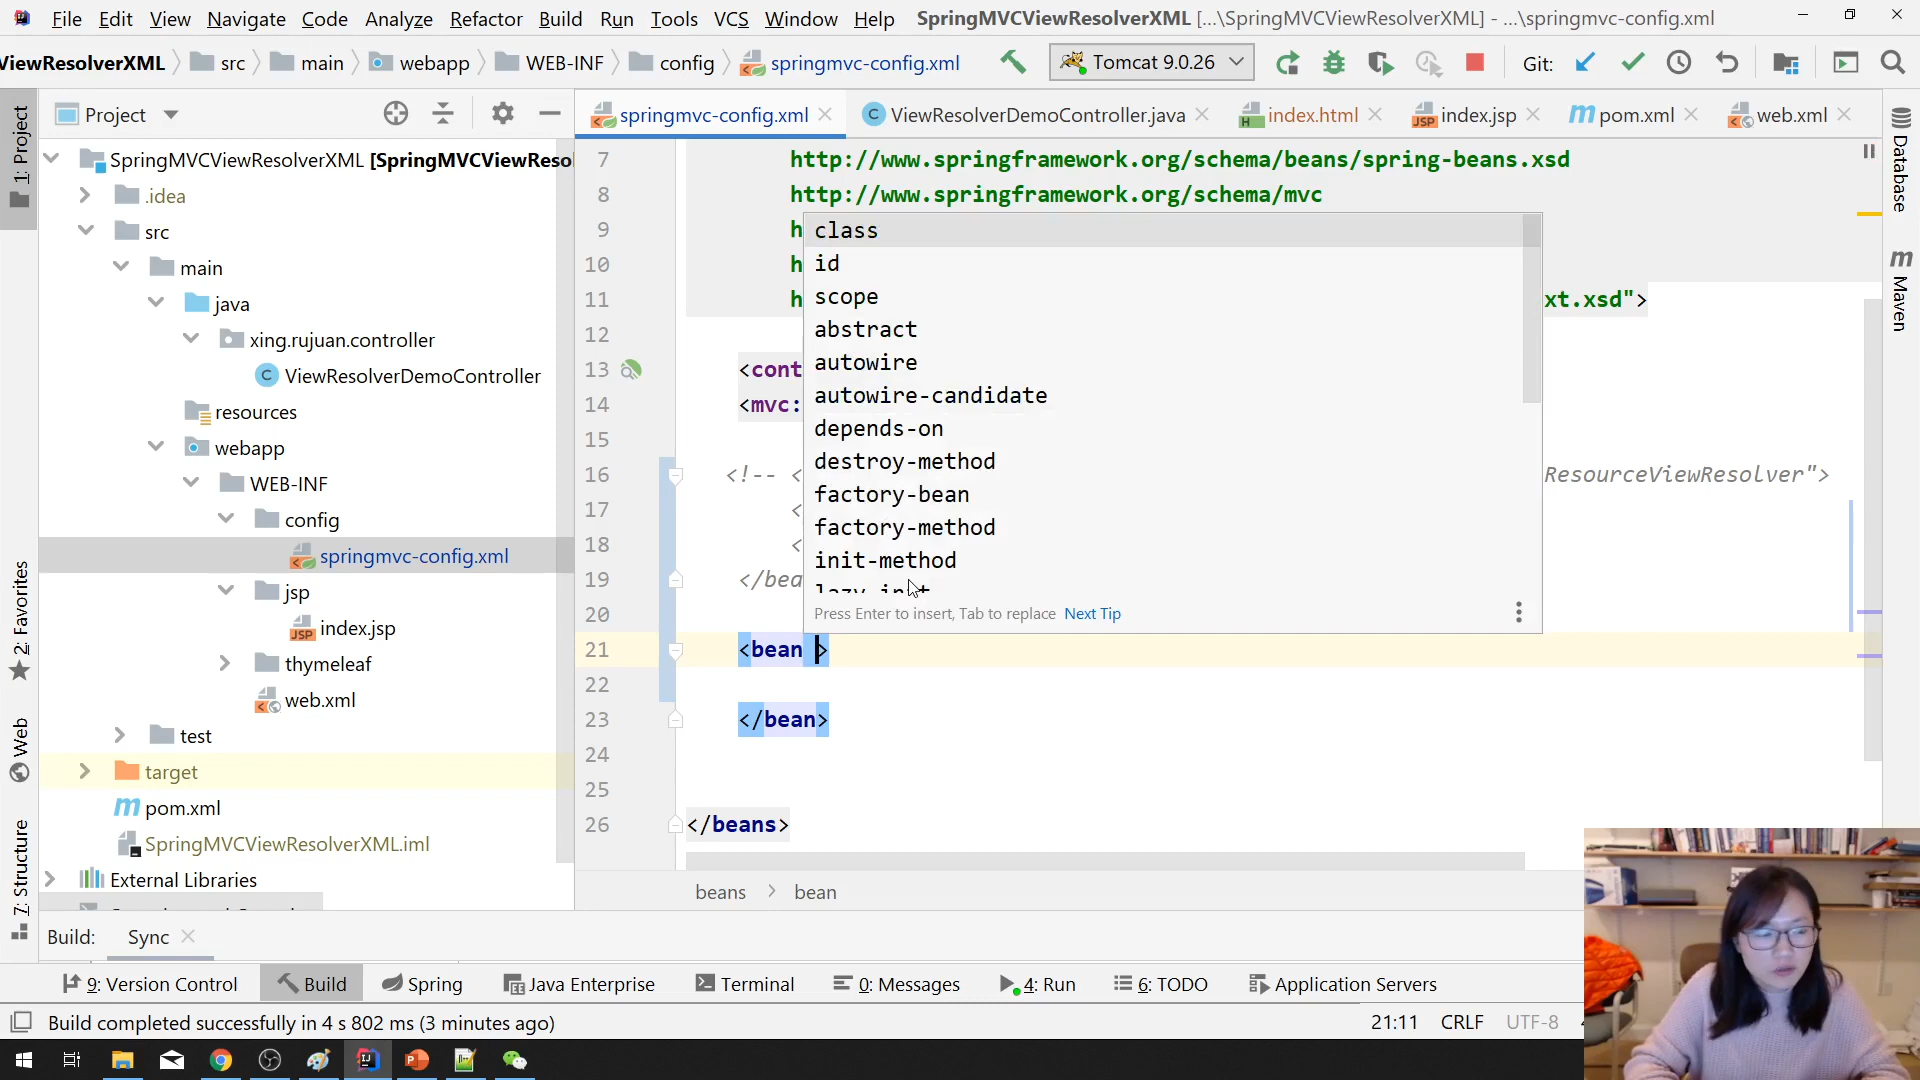 File Edit View Navigate Code Analyze Refactor Build Run Tools VCS Window Help SpringMVCViewResolverXML [...\SpringMVCViewResolverXML] - ...\springmvc-config.xml
ViewResolverXML src main webapp WEB-INF config springmvc-config.xml Tomcat 9.0.26 Git:
1: Project
Project
springmvc-config.xml ViewResolverDemoController.java index.html index.jsp pom.xml web.xml
Database
Maven
SpringMVCViewResolverXML [SpringMVCViewReso
.idea
src
main
java
xing.rujuan.controller
ViewResolverDemoController
resources
webapp
WEB-INF
config
springmvc-config.xml
jsp
index.jsp
thymeleaf
web.xml
test
target
pom.xml
SpringMVCViewResolverXML.iml
External Libraries
2: Favorites
Web
7: Structure
7 http://www.springframework.org/schema/beans/spring-beans.xsd
8 http://www.springframework.org/schema/mvc
9 h
10 h
11 h xt.xsd">
12
13 <cont
14 <mvc:
15
16 <!-- < ResourceViewResolver">
17 <
18 <
19 </bea
20
21 <bean >
22
23 </bean>
24
25
26 </beans>
class
id
scope
abstract
autowire
autowire-candidate
depends-on
destroy-method
factory-bean
factory-method
init-method
lazy-init
Press Enter to insert, Tab to replace Next Tip
beans bean
Build: Sync
9: Version Control Build Spring Java Enterprise Terminal 0: Messages 4: Run 6: TODO Application Servers
Build completed successfully in 4 s 802 ms (3 minutes ago) 21:11 CRLF UTF-8